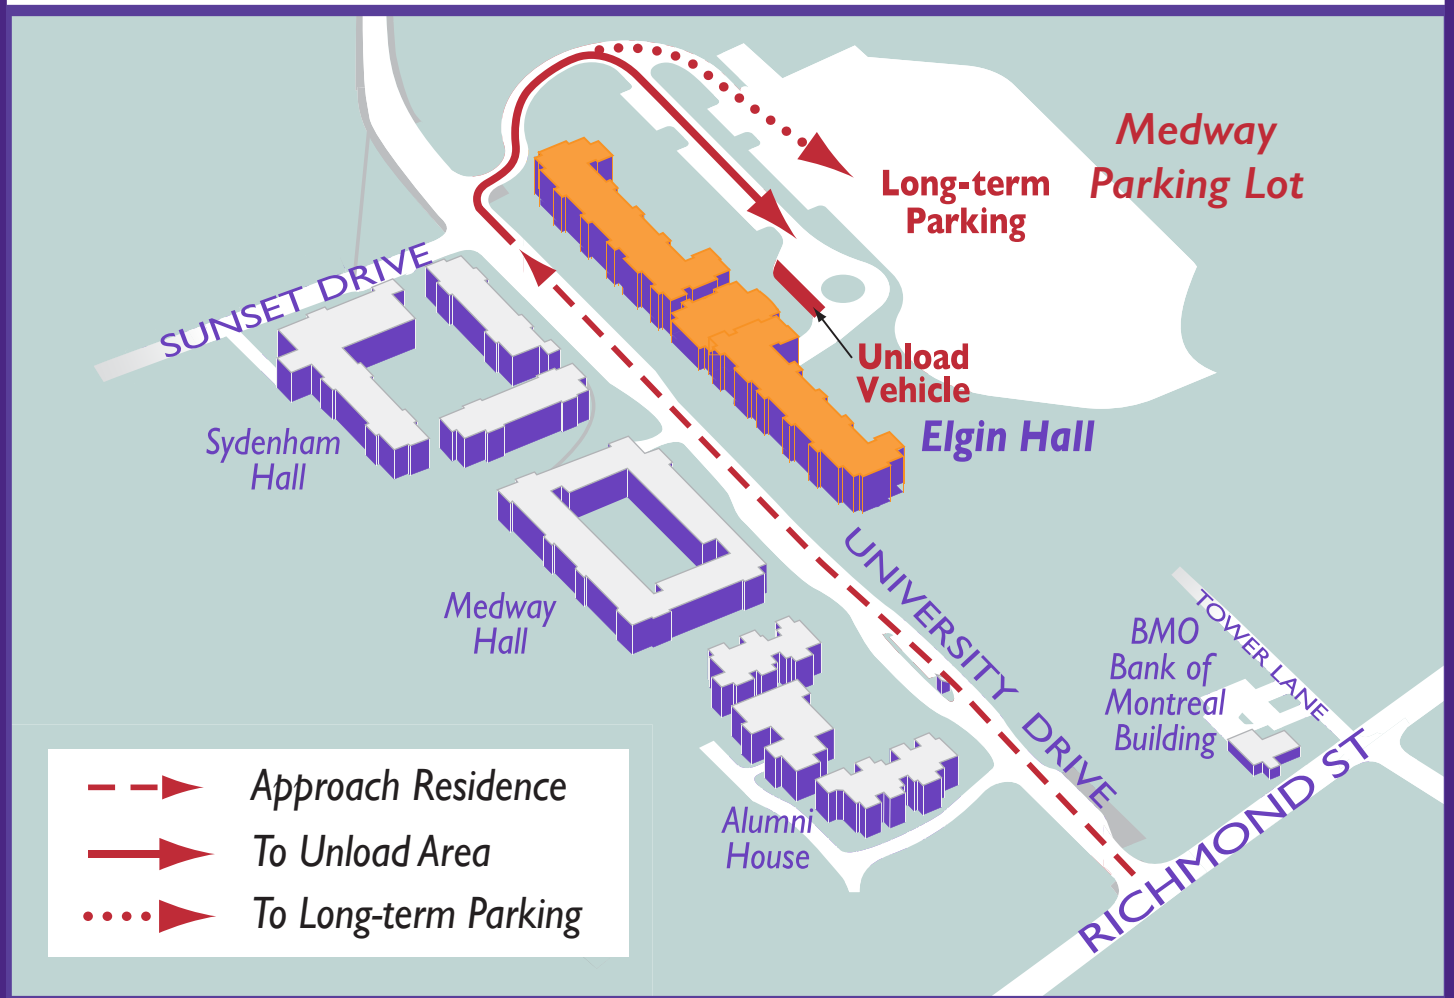 Medway
Parking Lot
Long-term
Parking
SUNSET DRIVE
Unload
Vehicle
Elgin Hall
Sydenham
Hall
Medway
Hall
UNIVERSITY DRIVE
TOWER LANE
BMO
Bank of
Montreal
Building
RICHMOND ST
Alumni
House
Approach Residence
To Unload Area
To Long-term Parking